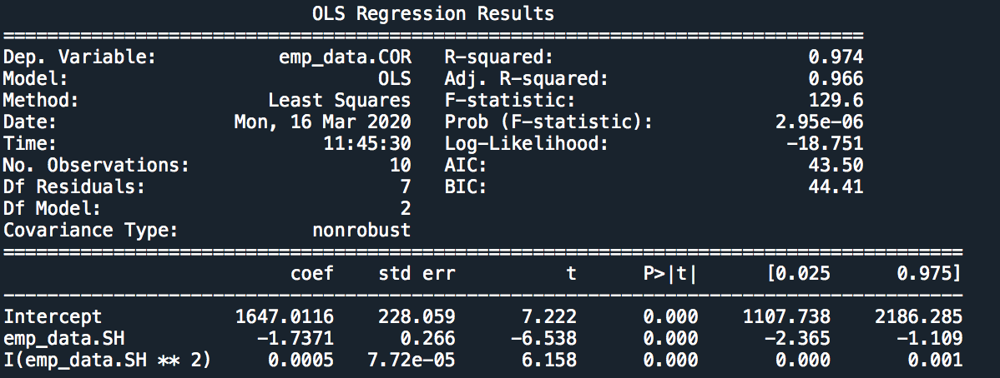 OLS Regression Results
==============================================================================
Dep. Variable: emp_data.COR R-squared: 0.974
Model: OLS Adj. R-squared: 0.966
Method: Least Squares F-statistic: 129.6
Date: Mon, 16 Mar 2020 Prob (F-statistic): 2.95e-06
Time: 11:45:30 Log-Likelihood: -18.751
No. Observations: 10 AIC: 43.50
Df Residuals: 7 BIC: 44.41
Df Model: 2
Covariance Type: nonrobust
=======================================================================================
coef std err t P>|t| [0.025 0.975]
---------------------------------------------------------------------------------------
Intercept 1647.0116 228.059 7.222 0.000 1107.738 2186.285
emp_data.SH -1.7371 0.266 -6.538 0.000 -2.365 -1.109
I(emp_data.SH ** 2) 0.0005 7.72e-05 6.158 0.000 0.000 0.001